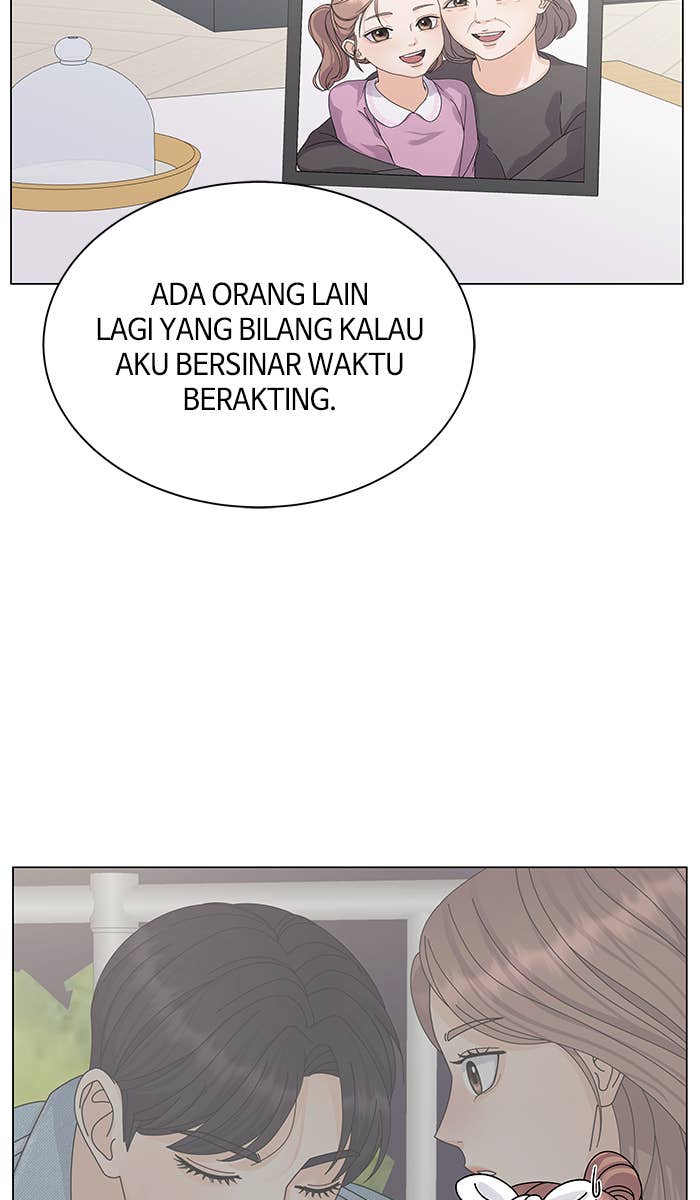 ADA ORANG LAIN
LAGI YANG BILANG KALAU
AKU BERSINAR WAKTU
BERAKTING.